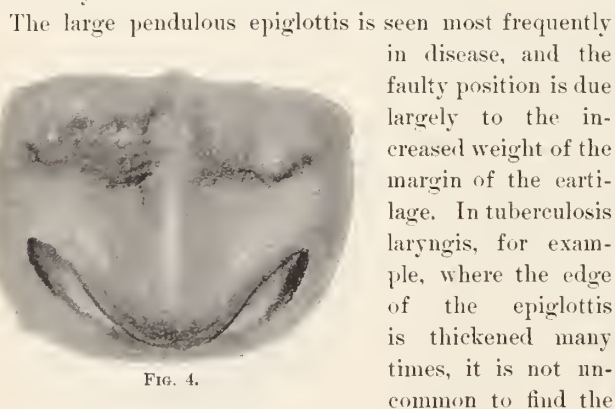 The large pendulous epiglottis is seen most frequently
in disease, and the
faulty position is due
largely to the in-
creased weight of the
margin of the carti-
lage. In tuberculosis
laryngis, for exam-
ple, where the edge
of the epiglottis
is thickened many
times, it is not un-
common to find the
Fig. 4.